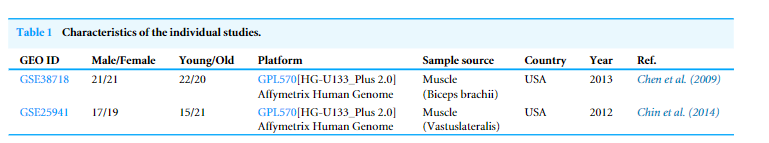 Table 1 Characteristics of the individual studies.
GEO ID Male/Female Young/Old Platform Sample source Country Year Ref.
GSE38718 21/21 22/20 GPL570[HG-U133_Plus 2.0] Muscle USA 2013 Chen et al. (2009)
Affymetrix Human Genome (Biceps brachii)
GSE25941 17/19 15/21 GPL570[HG-U133_Plus 2.0] Muscle USA 2012 Chin et al. (2014)
Affymetrix Human Genome (Vastuslateralis)